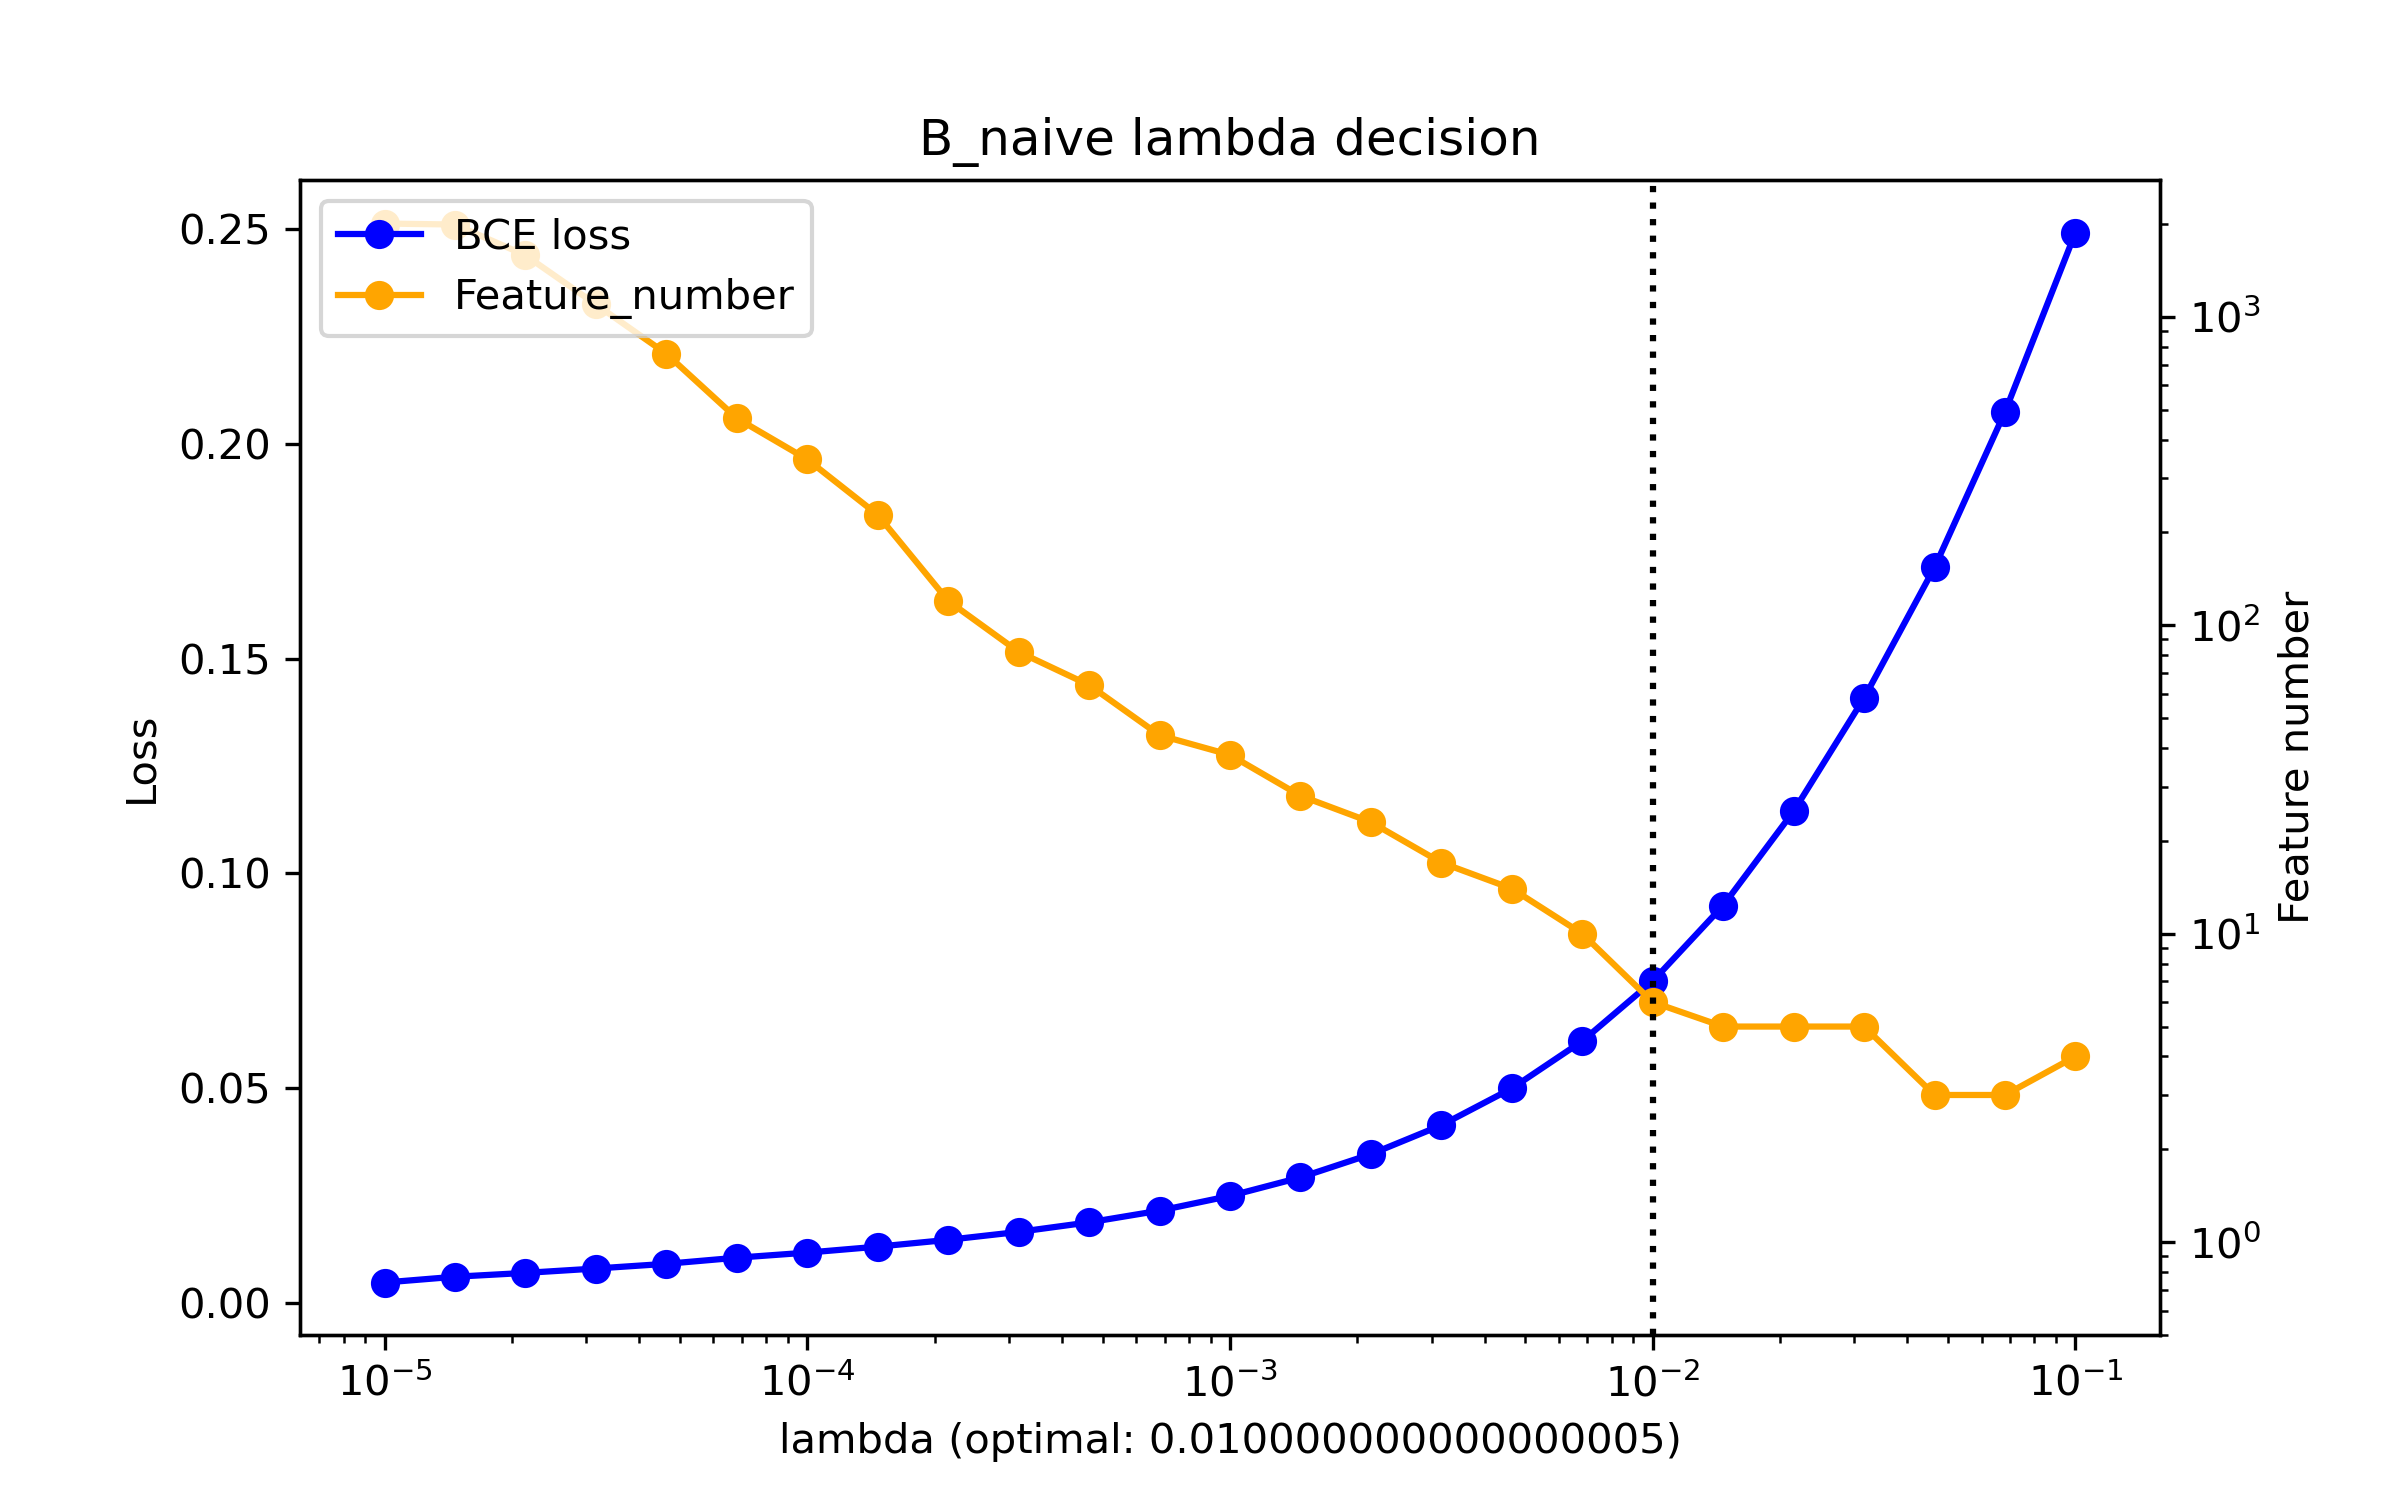 B_naive lambda decision
BCE loss
Feature_number
0.25
0.20
0.15
0.10
0.05
0.00
Loss
10³
10²
10¹
10⁰
Feature number
10⁻⁵ 10⁻⁴ 10⁻³ 10⁻² 10⁻¹
lambda (optimal: 0.010000000000000005)